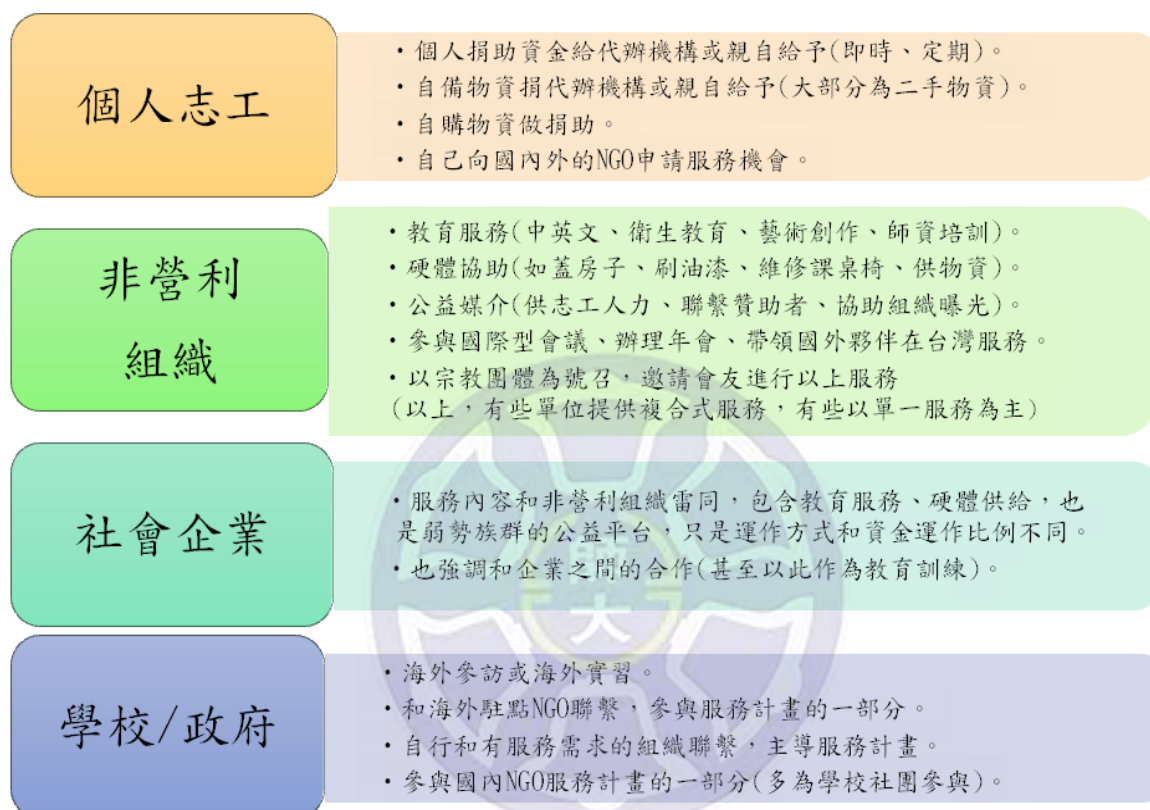 個人志工
・個人捐助資金給代辦機構或親自給予(即時、定期)。
・自備物資捐代辦機構或親自給予(大部分為二手物資)。
・自購物資做捐助。
・自己向國內外的NGO申請服務機會。
非營利
組織
・教育服務(中英文、衛生教育、藝術創作、師資培訓)。
・硬體協助(如蓋房子、刷油漆、維修課桌椅、供物資)。
・公益媒介(供志工人力、聯繫贊助者、協助組織曝光)。
・參與國際型會議、辦理年會、帶領國外夥伴在台灣服務。
・以宗教團體為號召，邀請會友進行以上服務
(以上，有些單位提供複合式服務，有些以單一服務為主)
社會企業
・服務內容和非營利組織雷同，包含教育服務、硬體供給，也
是弱勢族群的公益平台，只是運作方式和資金運作比例不同。
・也強調和企業之間的合作(甚至以此作為教育訓練)。
師
大
學校/政府
・海外參訪或海外實習。
・和海外駐點NGO聯繫，參與服務計畫的一部分。
・自行和有服務需求的組織聯繫，主導服務計畫。
・參與國內NGO服務計畫的一部分(多為學校社團參與)。